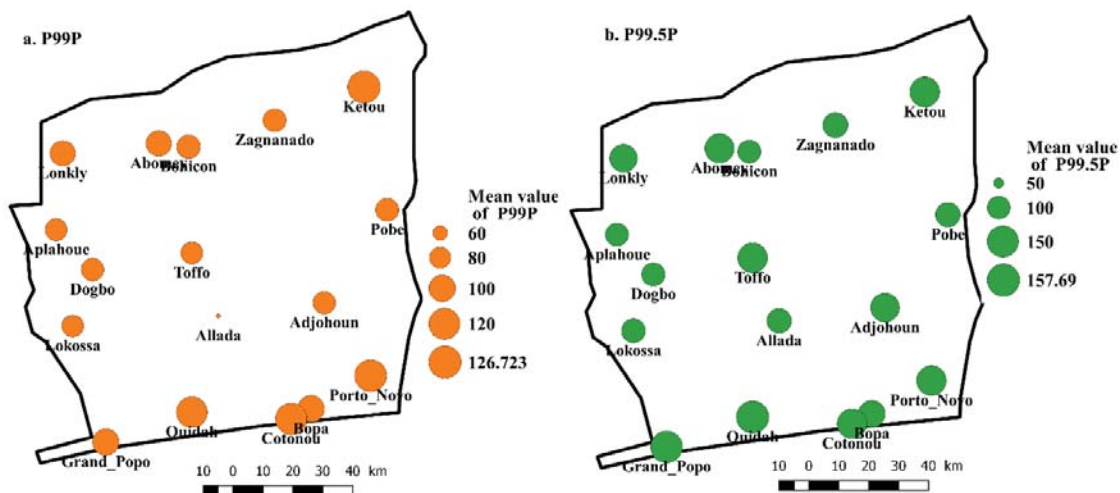 a. P99P
Ketou
Zagnanado
Abomey
Bohicon
Lonkly
Aplahoue
Pobe
Toffo
Dogbo
Adjohoun
Allada
Lokossa
Porto_Novo
Ouidah
Bopa
Cotonou
Grand_Popo
Mean value
of P99P
60
80
100
120
126.723
10 0 10 20 30 40 km
b. P99.5P
Ketou
Zagnanado
Abomey
Bohicon
Lonkly
Aplahoue
Pobe
Toffo
Dogbo
Adjohoun
Allada
Lokossa
Porto_Novo
Ouidah
Bopa
Cotonou
Grand_Popo
Mean value
of P99.5P
50
100
150
157.69
10 0 10 20 30 40 km